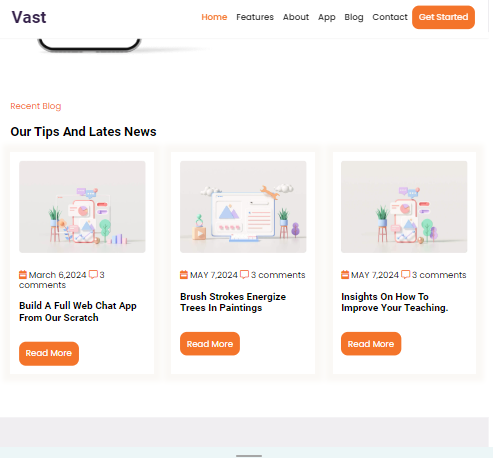 Vast
Home Features About App Blog Contact Get Started
Recent Blog
Our Tips And Lates News
March 6,2024 3
comments
Build A Full Web Chat App
From Our Scratch
Read More
MAY 7,2024 3 comments
Brush Strokes Energize
Trees In Paintings
Read More
MAY 7,2024 3 comments
Insights On How To
Improve Your Teaching.
Read More